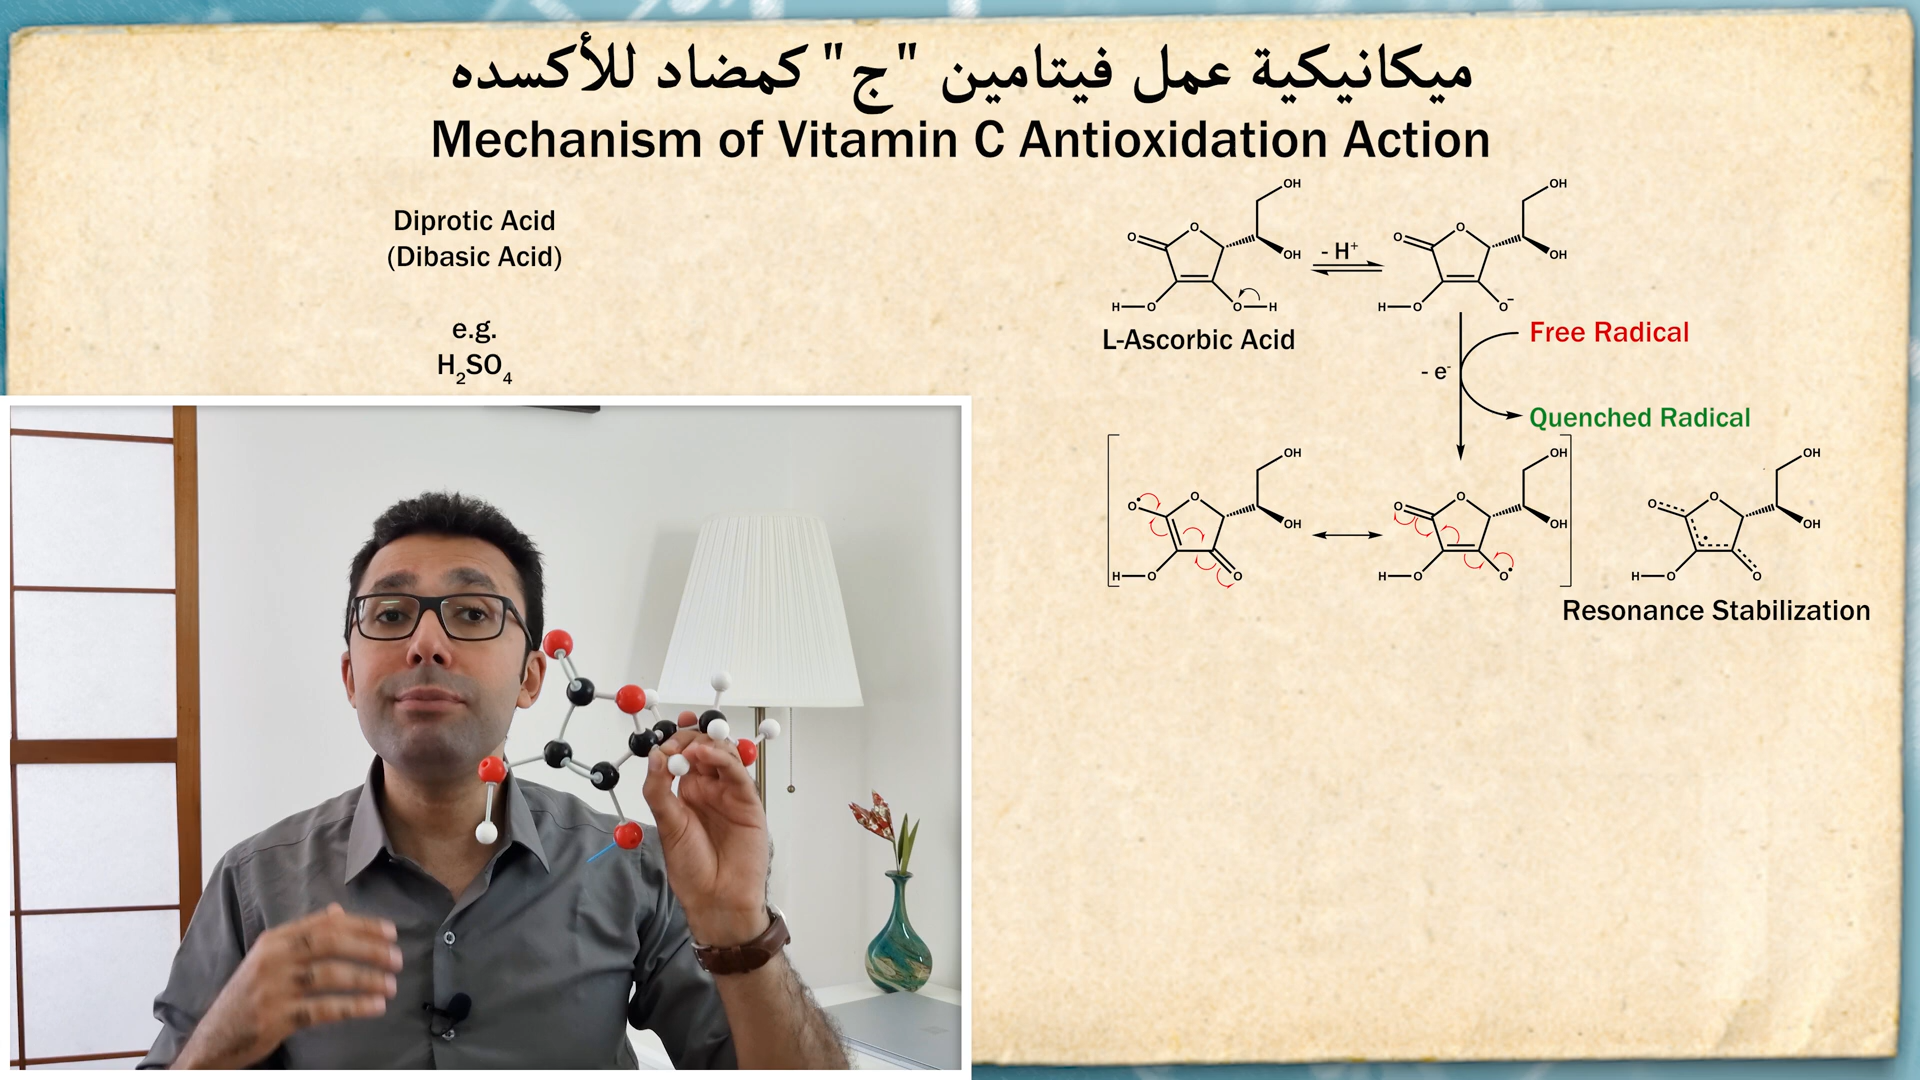 ميكانيكية عمل فيتامين "ج" كمضاد للأكسده
Mechanism of Vitamin C Antioxidation Action
Diprotic Acid
(Dibasic Acid)
e.g.
H₂SO₄
OH
O
O
OH
H
O
O
H
L-Ascorbic Acid
- H⁺
OH
O
O
OH
H
O
O⁻
Free Radical
- e⁻
Quenched Radical
OH
O
O
OH
H
O
O
OH
O
O
OH
H
O
O
OH
O
O
OH
H
O
O
Resonance Stabilization